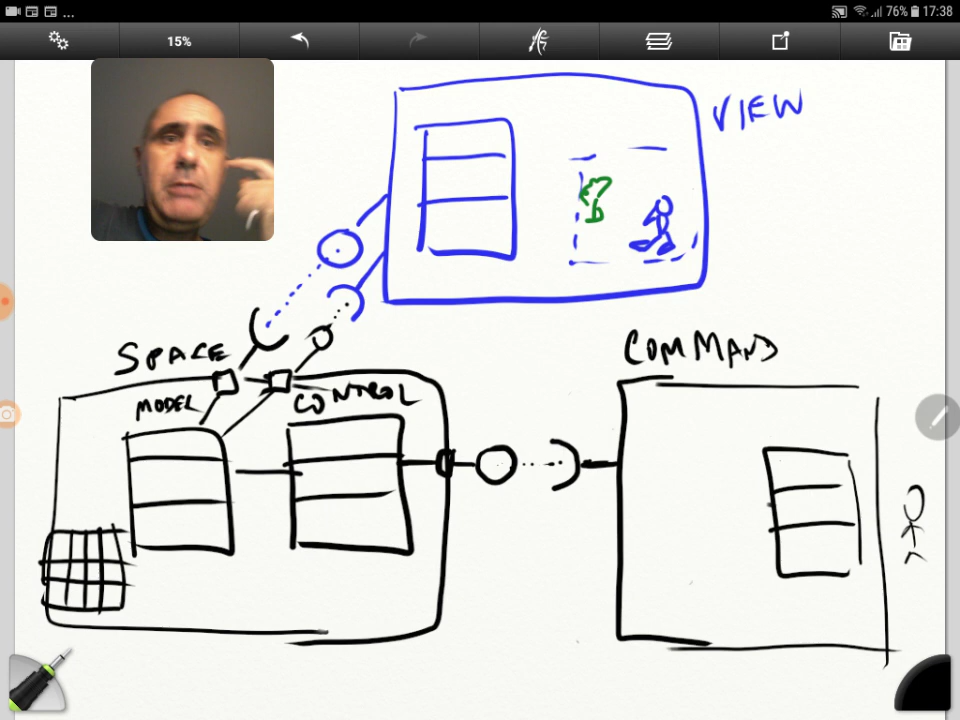 ... 76% 17:38
15%
VIEW
SPACE
COMMAND
MODEL
CONTROL